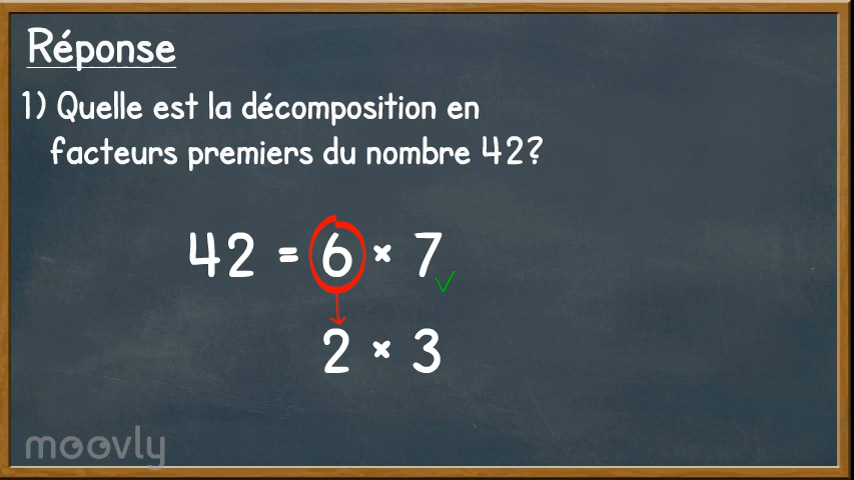 Réponse
1) Quelle est la décomposition en
facteurs premiers du nombre 42?
42 = 6 × 7
2 × 3
moovly